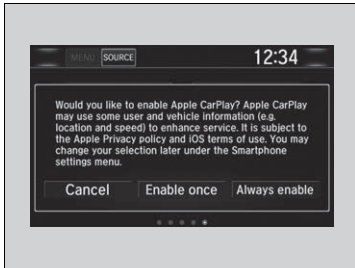 MENU SOURCE 12:34
Would you like to enable Apple CarPlay? Apple CarPlay
may use some user and vehicle information (e.g.
location and speed) to enhance service. It is subject to
the Apple Privacy policy and iOS terms of use. You may
change your selection later under the Smartphone
settings menu.
Cancel Enable once Always enable